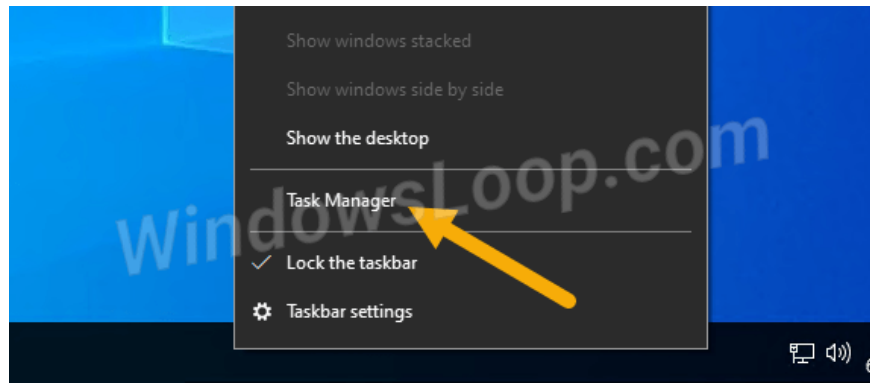 Show windows stacked
Show windows side by side
Show the desktop
Task Manager
Lock the taskbar
Taskbar settings
WindowsLoop.com